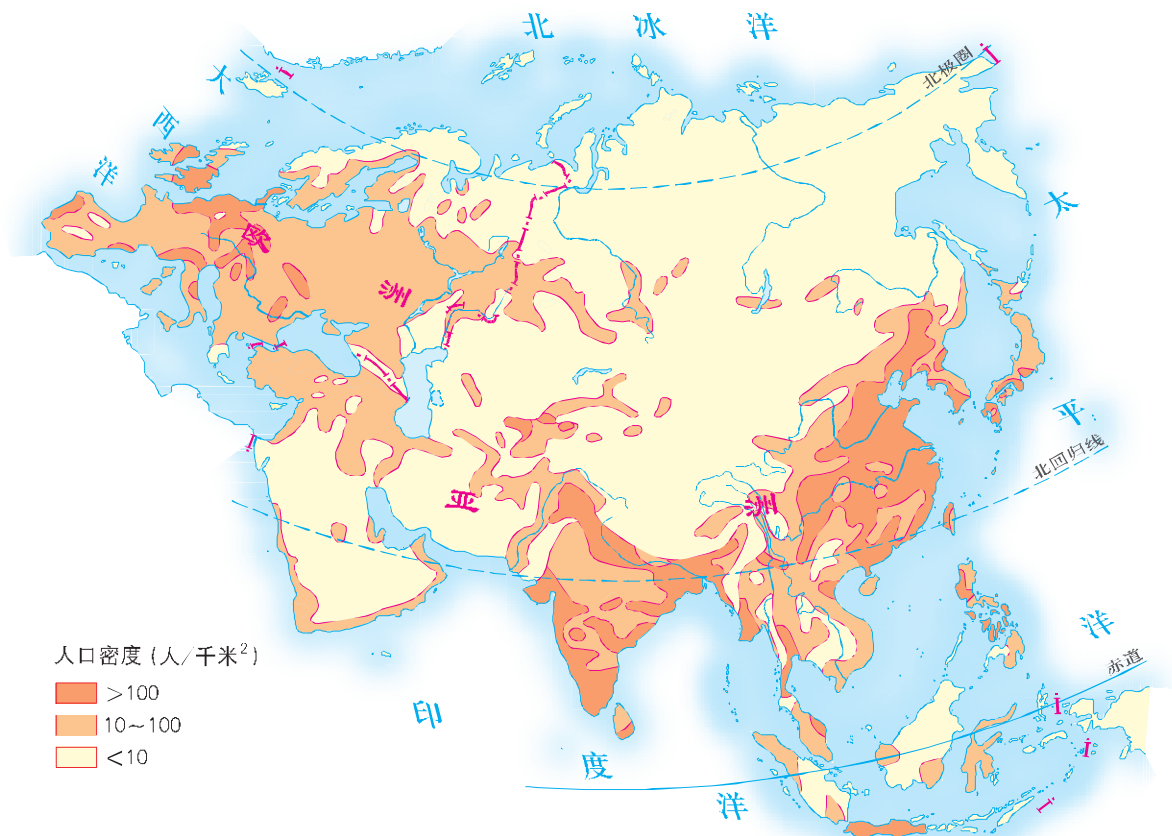 北冰洋
大西洋
北极圈
太平洋
欧洲
北回归线
亚洲
赤道
印度洋
人口密度(人/千米²)
>100
10~100
<10